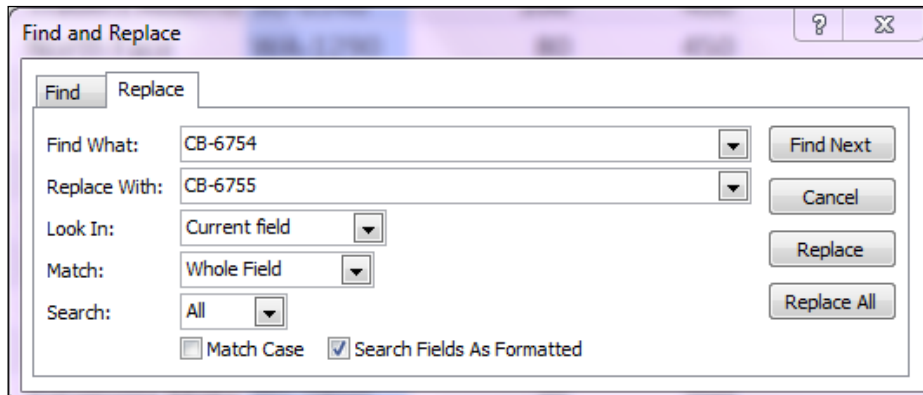 Find and Replace
Find Replace
Find What: CB-6754 Find Next
Replace With: CB-6755 Cancel
Look In: Current field
Match: Whole Field Replace
Search: All Replace All
Match Case Search Fields As Formatted